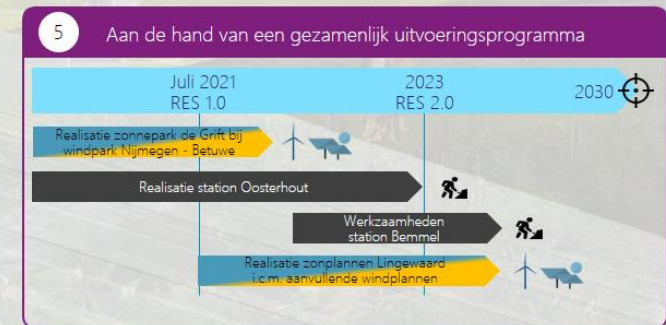 5
Aan de hand van een gezamenlijk uitvoeringsprogramma
Juli 2021
RES 1.0
2023
RES 2.0
2030
Realisatie zonnepark de Grift bij
windpark Nijmegen - Betuwe
Realisatie station Oosterhout
Werkzaamheden
station Bemmel
Realisatie zonplannen Lingewaard
i.c.m. aanvullende windplannen